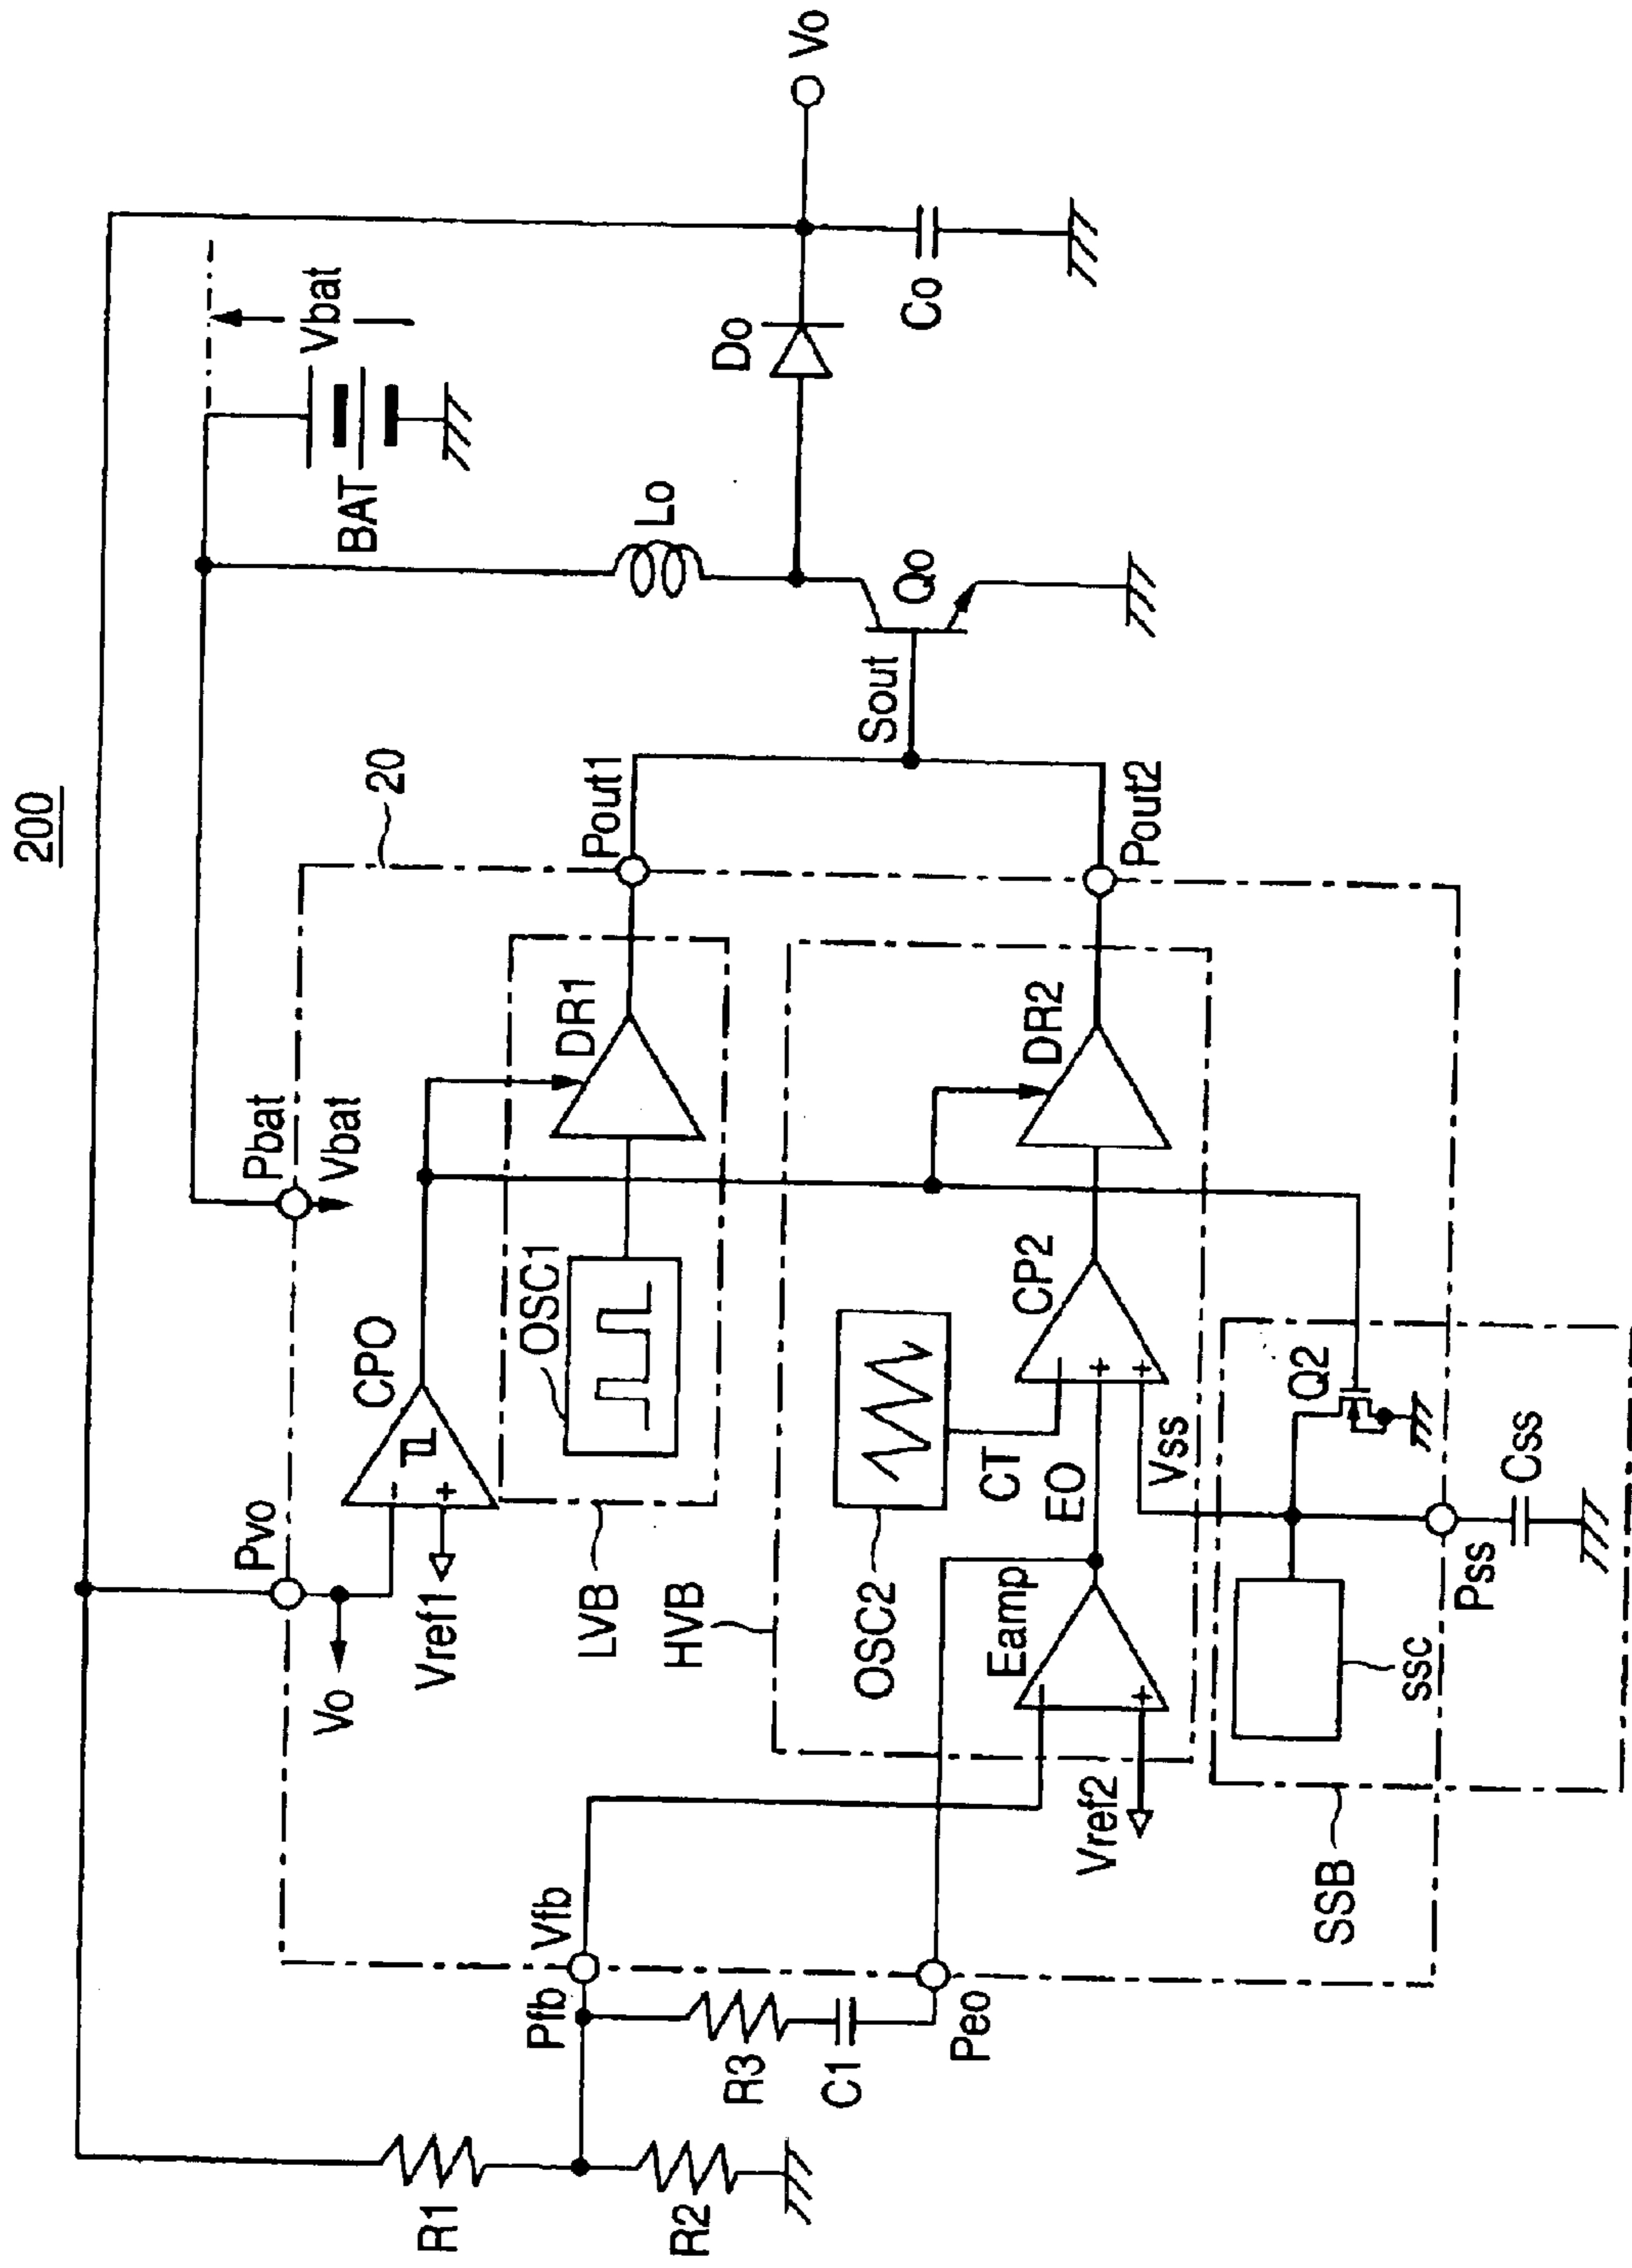 200
Vo
Vbat
BAT
Do
Co
Lo
Qo
Sout
20
Pout1
Pout2
Pbat
Vbat
DR1
DR2
CPO
OSC1
CP2
Q2
Pvo
Vo
Vref1
LVB
HVB
OSC2
CT
EO
Vss
Css
Pss
Eamp
ssc
Vref2
SSB
Vfb
Pfb
Peo
R3
C1
R1
R2